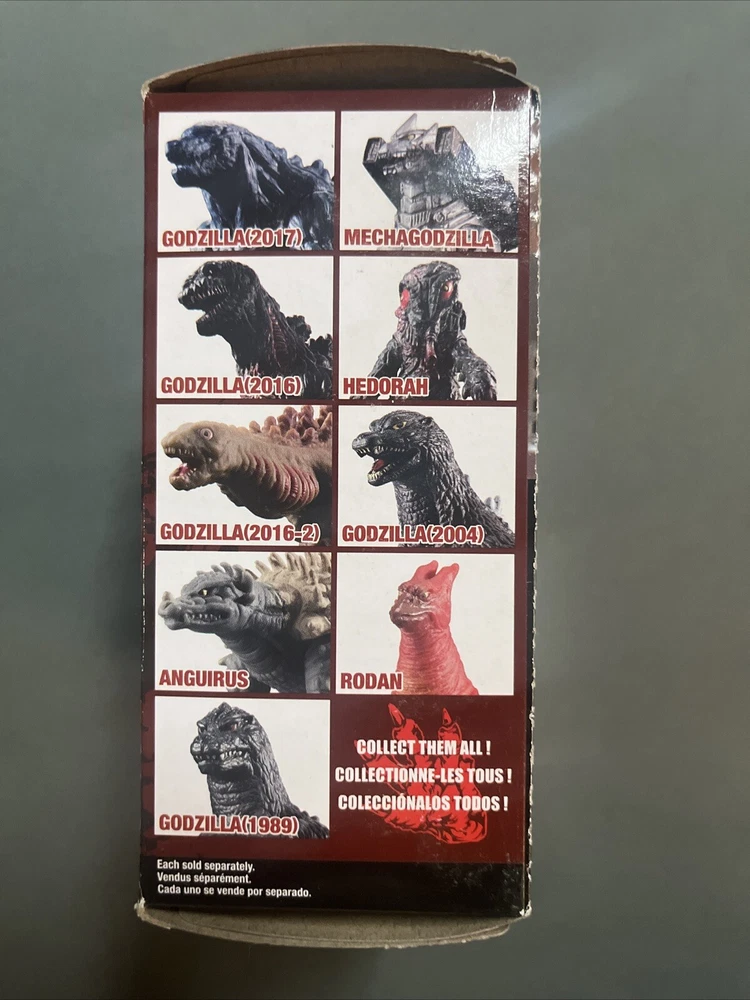 GODZILLA(2017)
MECHAGODZILLA
GODZILLA(2016)
HEDORAH
GODZILLA(2016-2)
GODZILLA(2004)
ANGUIRUS
RODAN
GODZILLA(1989)
COLLECT THEM ALL !
COLLECTIONNE-LES TOUS !
COLECCIÓNALOS TODOS !
Each sold separately.
Vendus séparément.
Cada uno se vende por separado.